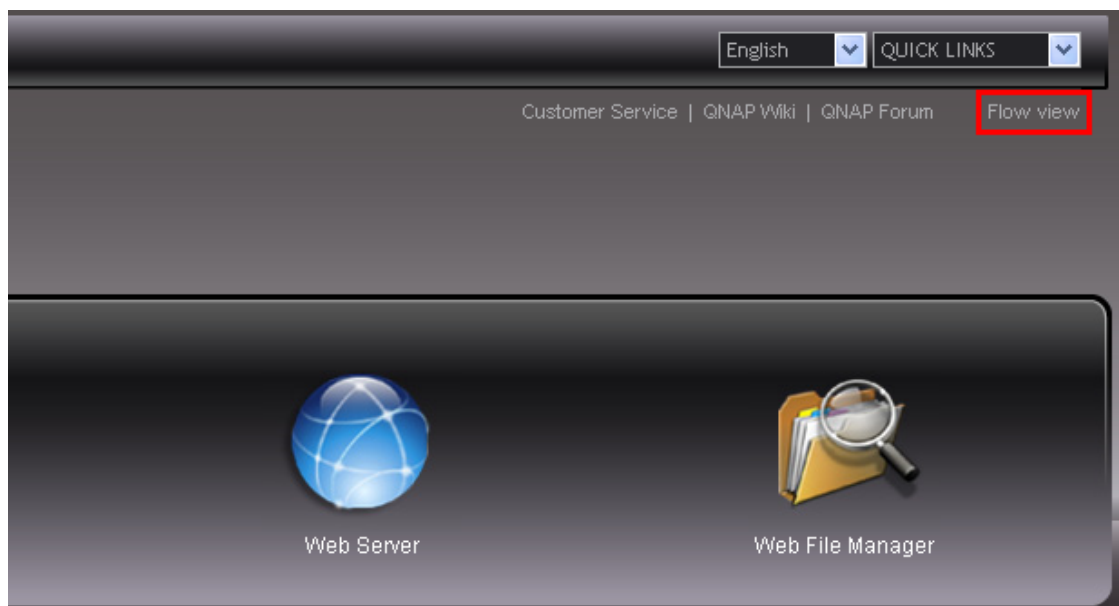 English QUICK LINKS
Customer Service | QNAP Wiki | QNAP Forum Flow view
Web Server Web File Manager